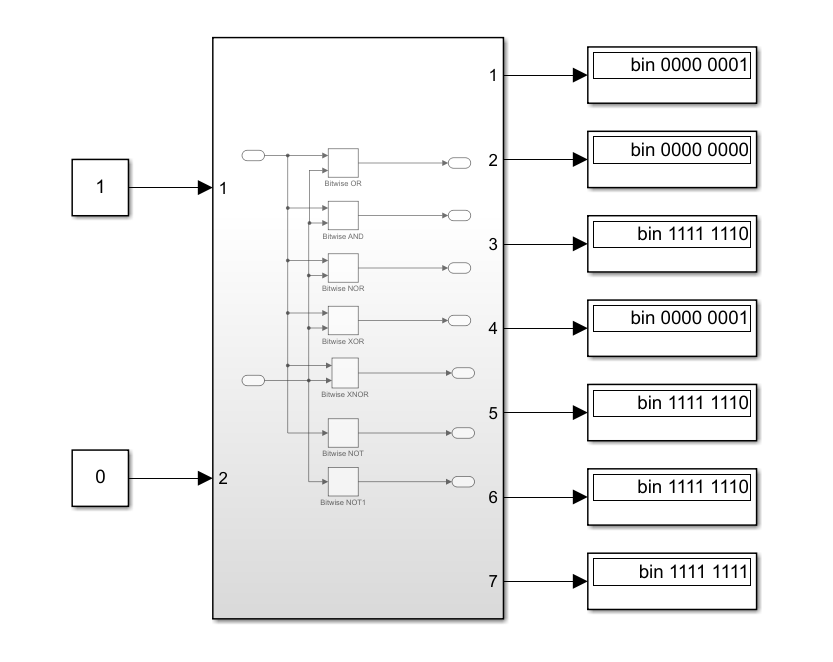 1
0
1
2
Bitwise OR
Bitwise AND
Bitwise NOR
Bitwise XOR
Bitwise XNOR
Bitwise NOT
Bitwise NOT1
1
bin 0000 0001
2
bin 0000 0000
3
bin 1111 1110
4
bin 0000 0001
5
bin 1111 1110
6
bin 1111 1110
7
bin 1111 1111